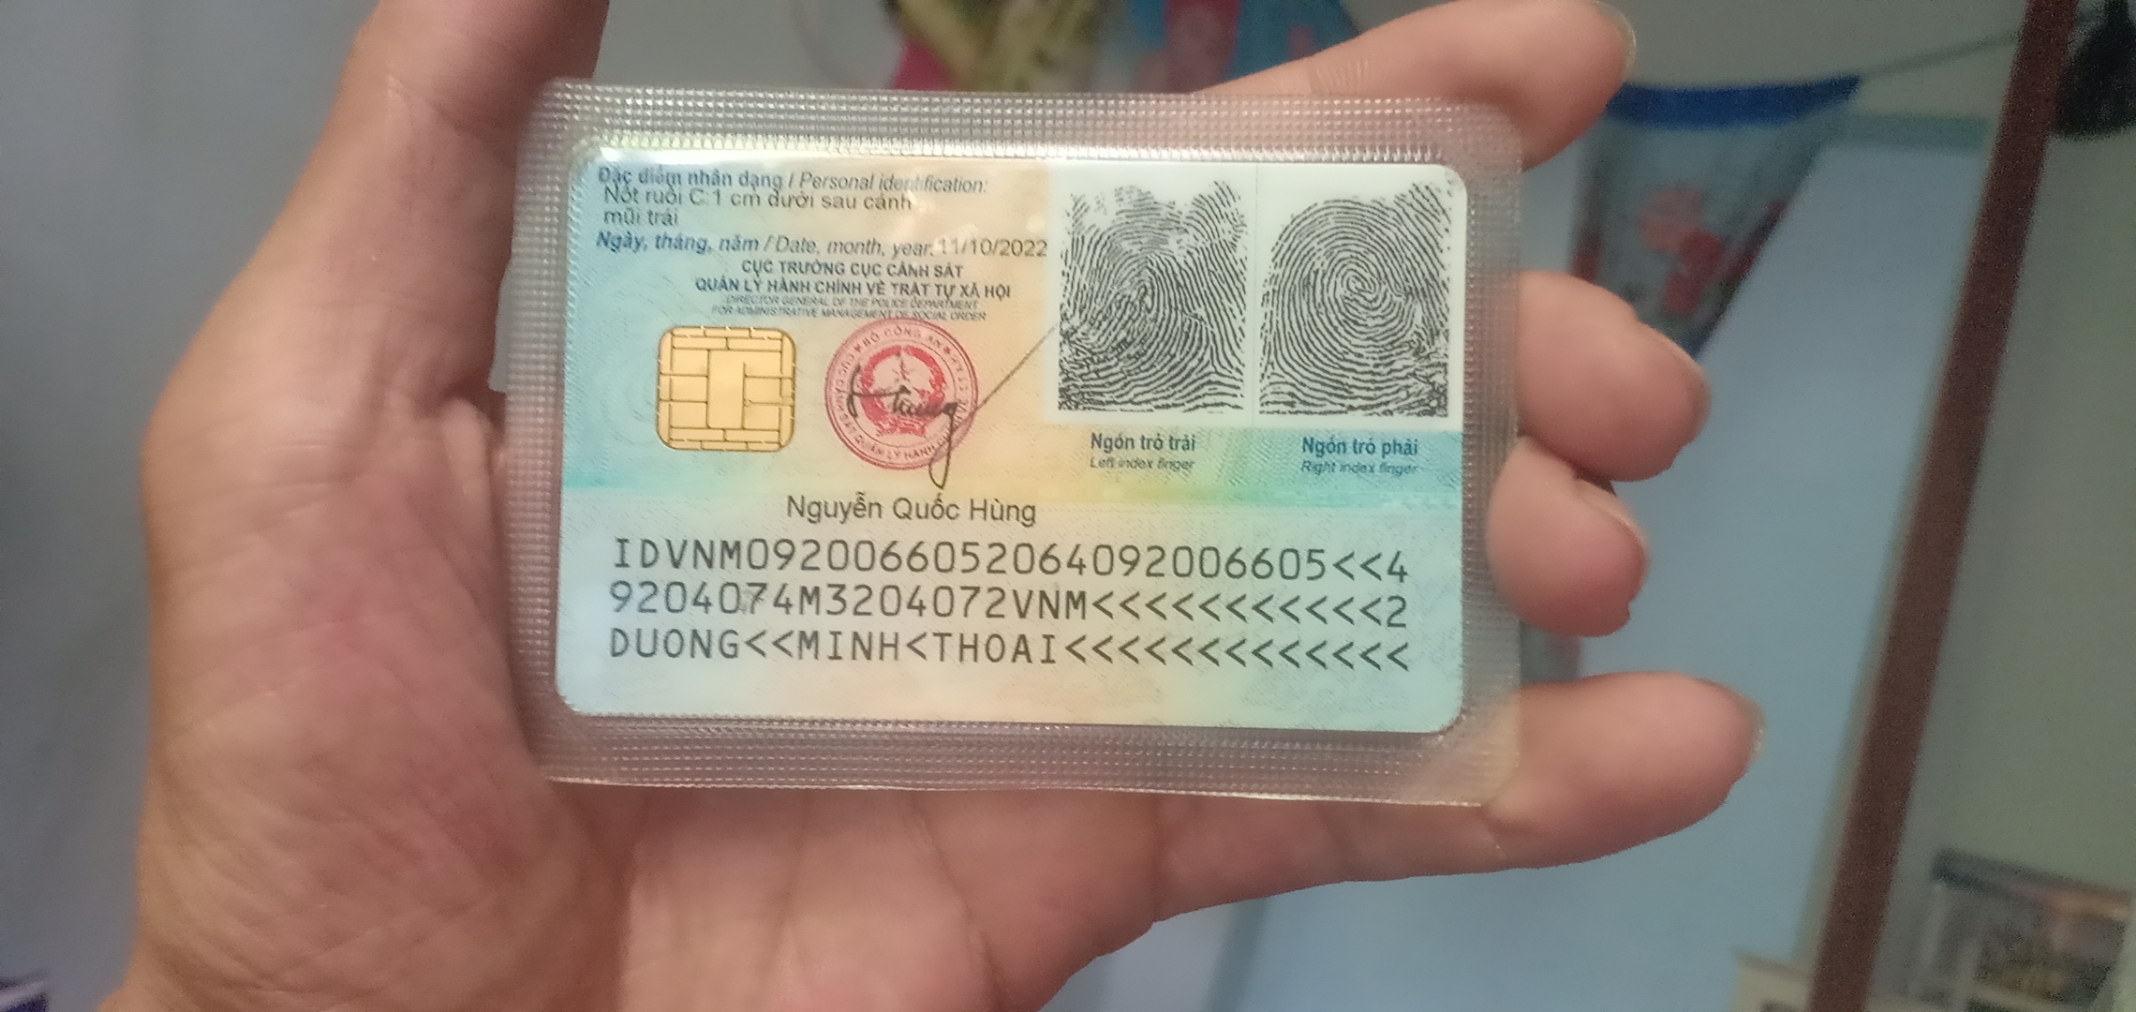 Đặc điểm nhân dạng / Personal identification:
Nốt ruồi C:1 cm dưới sau cánh
mũi trái
Ngày, tháng, năm / Date, month, year: 11/10/2022
CỤC TRƯỞNG CỤC CẢNH SÁT
QUẢN LÝ HÀNH CHÍNH VỀ TRẬT TỰ XÃ HỘI
DIRECTOR GENERAL OF THE POLICE DEPARTMENT
FOR ADMINISTRATIVE MANAGEMENT OF SOCIAL ORDER
BỘ CÔNG AN
Ngón trỏ trái
Left index finger
Ngón trỏ phải
Right index finger
Nguyễn Quốc Hùng
IDVNM0920066052064092006605<<4
9204074M3204072VNM<<<<<<<<<<<2
DUONG<<MINH<THOAI<<<<<<<<<<<<<